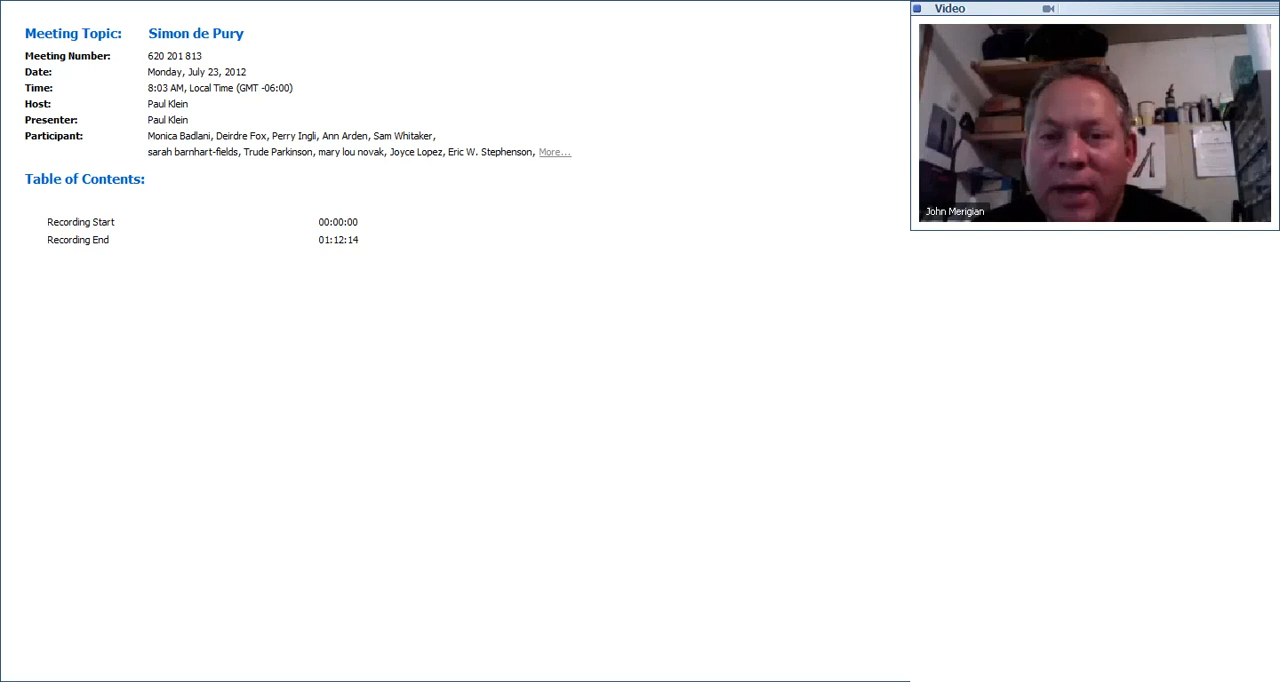 Meeting Topic: Simon de Pury
Meeting Number: 620 201 813
Date: Monday, July 23, 2012
Time: 8:03 AM, Local Time (GMT -06:00)
Host: Paul Klein
Presenter: Paul Klein
Participant: Monica Badlani, Deirdre Fox, Perry Ingli, Ann Arden, Sam Whitaker,
sarah barnhart-fields, Trude Parkinson, mary lou novak, Joyce Lopez, Eric W. Stephenson, More...
Table of Contents:
Recording Start 00:00:00
Recording End 01:12:14
Video
John Merigian